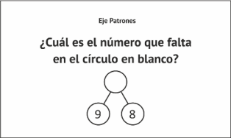 Eje Patrones
¿Cuál es el número que falta
en el círculo en blanco?
9 8